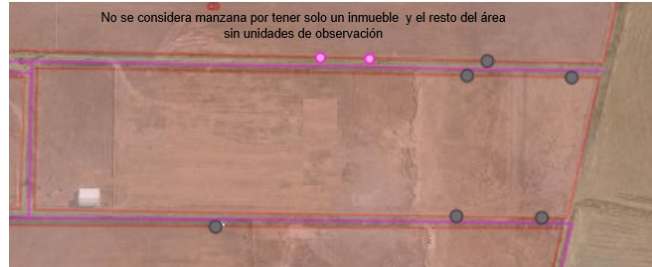 No se considera manzana por tener solo un inmueble y el resto del área
sin unidades de observación